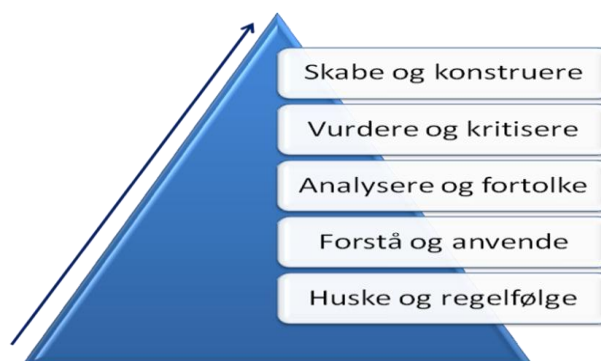 Skabe og konstruere
Vurdere og kritisere
Analysere og fortolke
Forstå og anvende
Huske og regelfølge